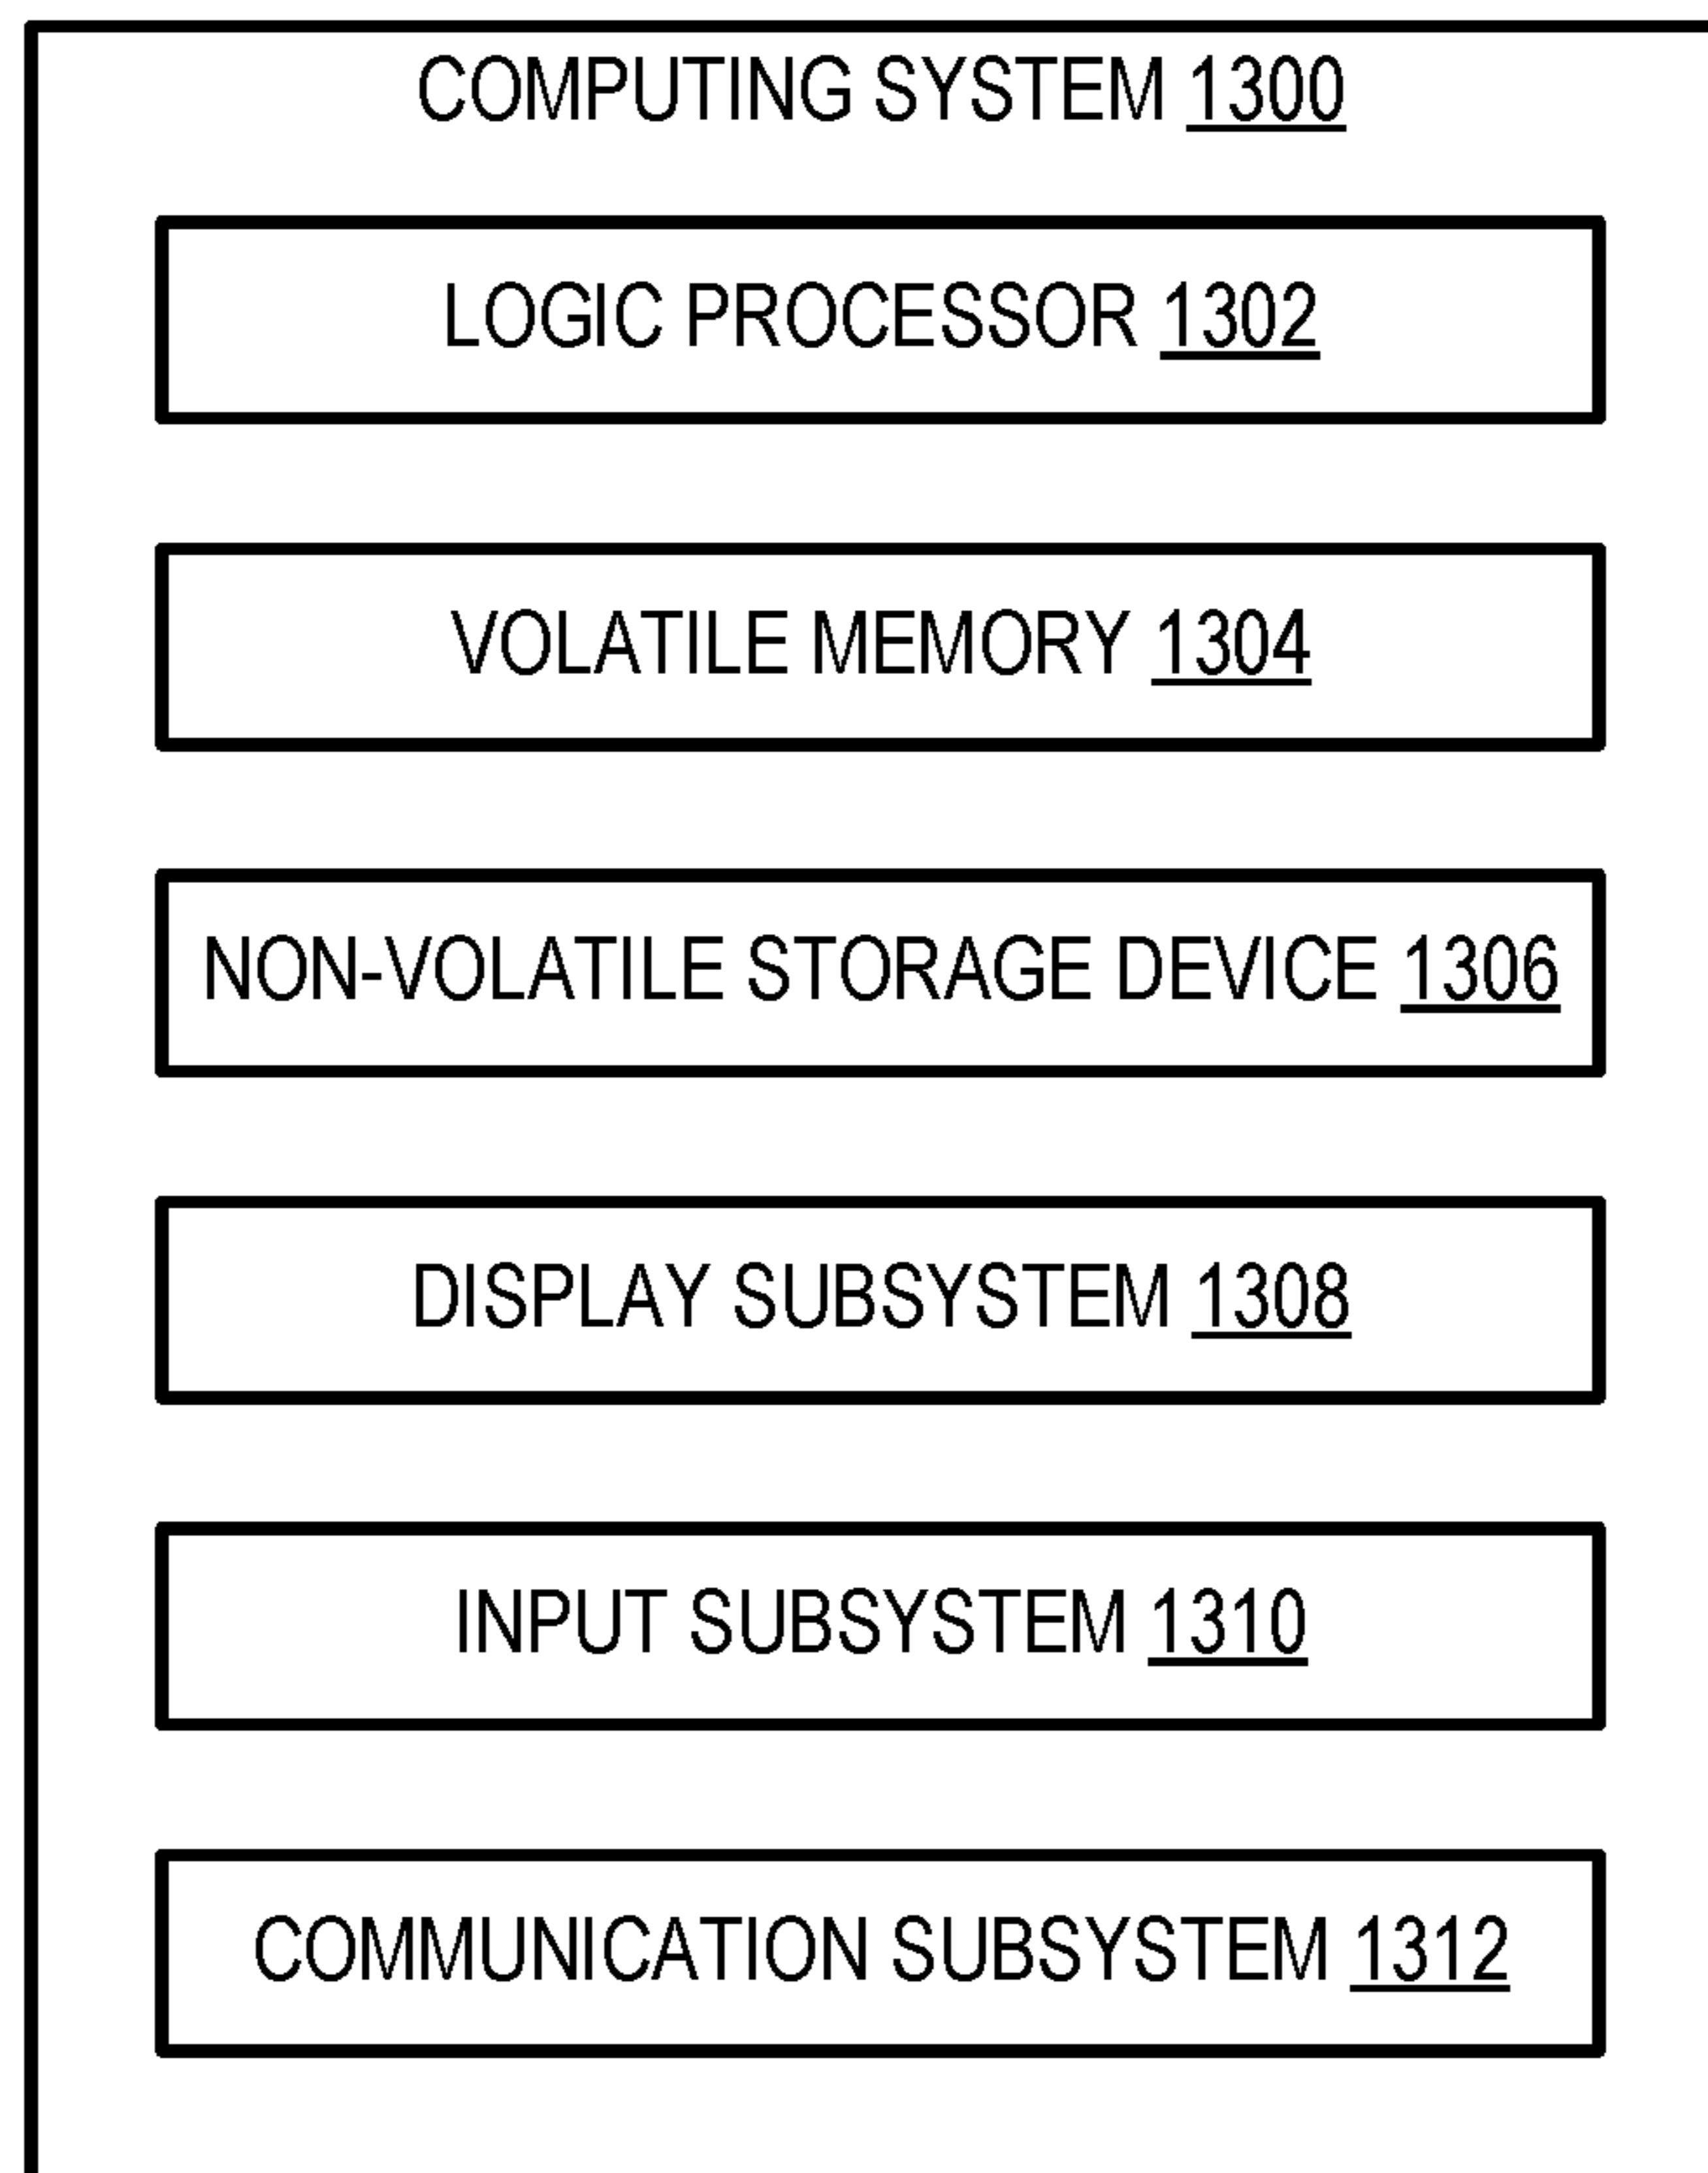 COMPUTING SYSTEM 1300
LOGIC PROCESSOR 1302
VOLATILE MEMORY 1304
NON-VOLATILE STORAGE DEVICE 1306
DISPLAY SUBSYSTEM 1308
INPUT SUBSYSTEM 1310
COMMUNICATION SUBSYSTEM 1312